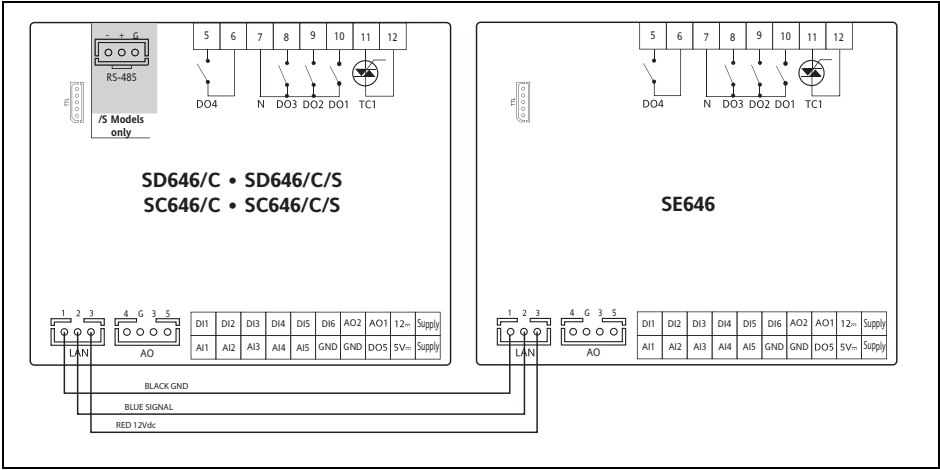 - + G
RS-485
TTL
/S Models
only
5 6 7 8 9 10 11 12
DO4 N DO3 DO2 DO1 TC1
SD646/C • SD646/C/S
SC646/C • SC646/C/S
1 2 3
LAN
4 G 3 5
AO
DI1 DI2 DI3 DI4 DI5 DI6 AO2 AO1 12⎓ Supply
AI1 AI2 AI3 AI4 AI5 GND GND DO5 5V⎓ Supply
TTL
5 6 7 8 9 10 11 12
DO4 N DO3 DO2 DO1 TC1
SE646
1 2 3
LAN
4 G 3 5
AO
DI1 DI2 DI3 DI4 DI5 DI6 AO2 AO1 12⎓ Supply
AI1 AI2 AI3 AI4 AI5 GND GND DO5 5V⎓ Supply
BLACK GND
BLUE SIGNAL
RED 12Vdc